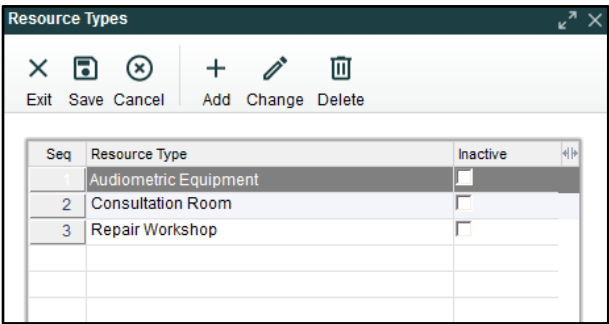 Resource Types
Exit Save Cancel Add Change Delete
Seq Resource Type Inactive
1 Audiometric Equipment
2 Consultation Room
3 Repair Workshop